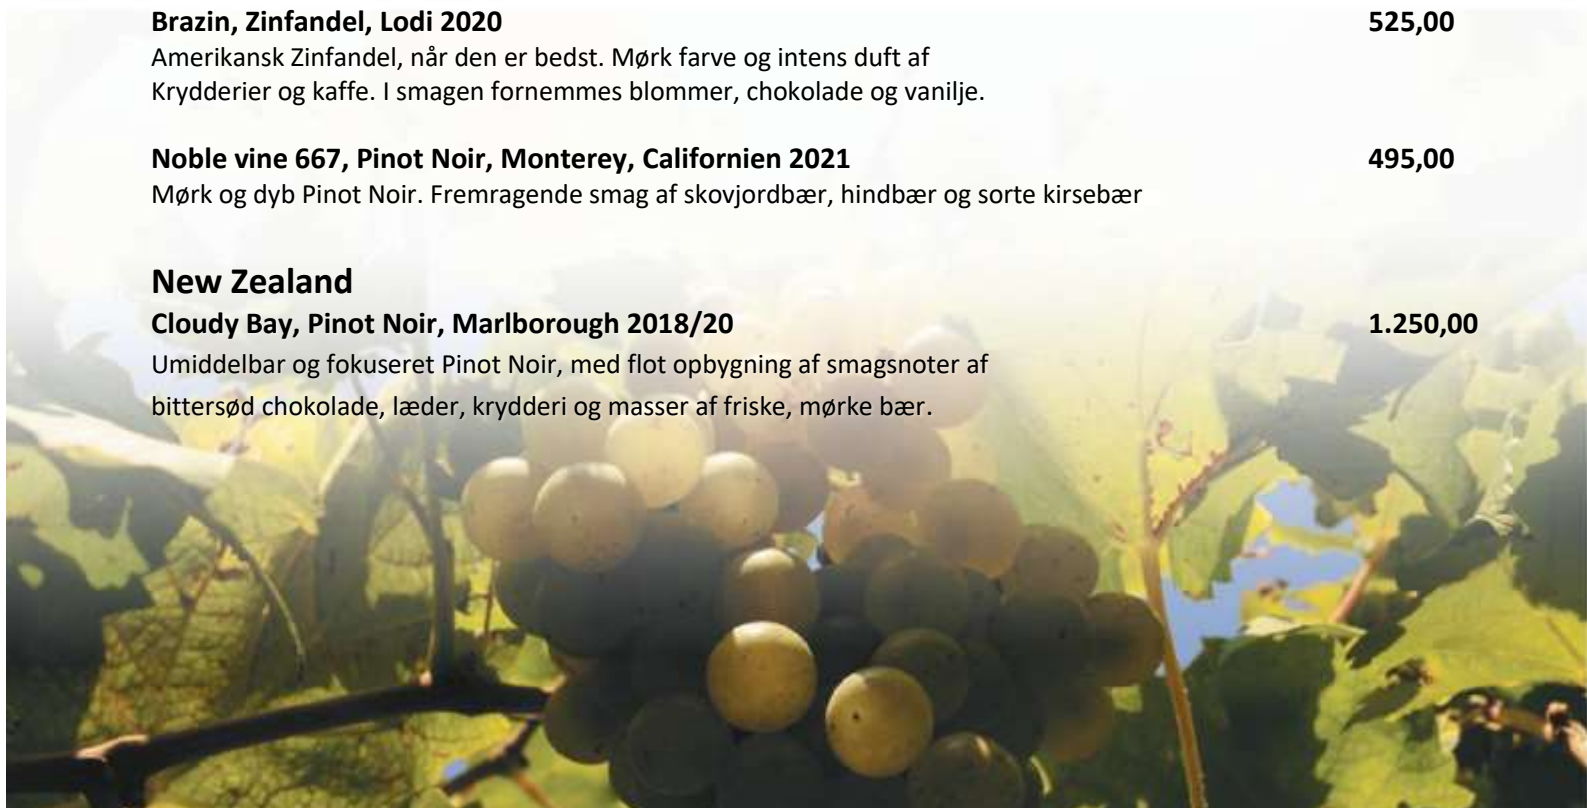 Brazin, Zinfandel, Lodi 2020 525,00
Amerikansk Zinfandel, når den er bedst. Mørk farve og intens duft af
Krydderier og kaffe. I smagen fornemmes blommer, chokolade og vanilje.
Noble vine 667, Pinot Noir, Monterey, Californien 2021 495,00
Mørk og dyb Pinot Noir. Fremragende smag af skovjordbær, hindbær og sorte kirsebær
New Zealand
Cloudy Bay, Pinot Noir, Marlborough 2018/20 1.250,00
Umiddelbar og fokuseret Pinot Noir, med flot opbygning af smagsnoter af
bittersød chokolade, læder, krydderi og masser af friske, mørke bær.